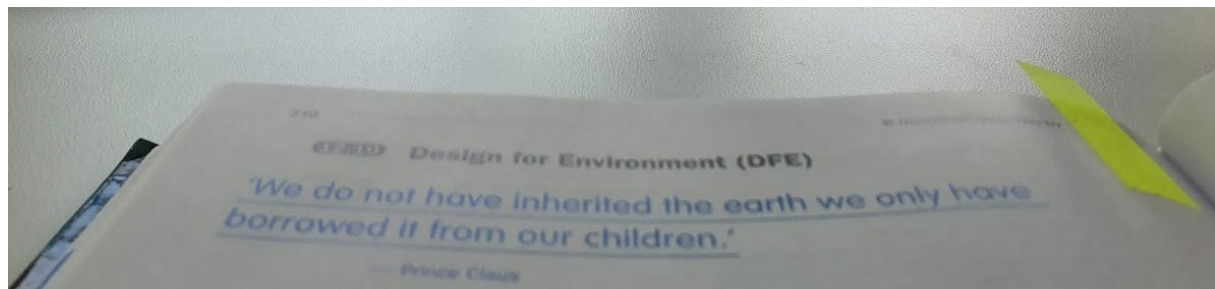 Design for Environment (DFE)
'We do not have inherited the earth we only have
borrowed it from our children.'
— Prince Claus